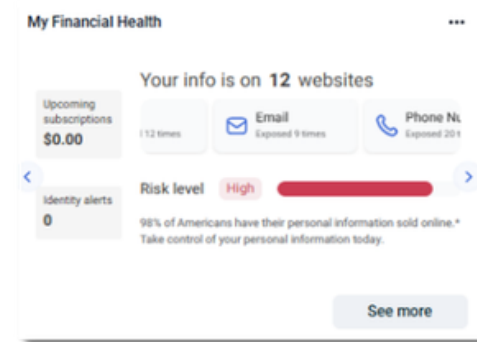 My Financial Health
Your info is on 12 websites
Upcoming
subscriptions
$0.00
12 times
Email
Exposed 9 times
Phone Nu
Exposed 20 t
Identity alerts
0
Risk level High
98% of Americans have their personal information sold online.*
Take control of your personal information today.
See more